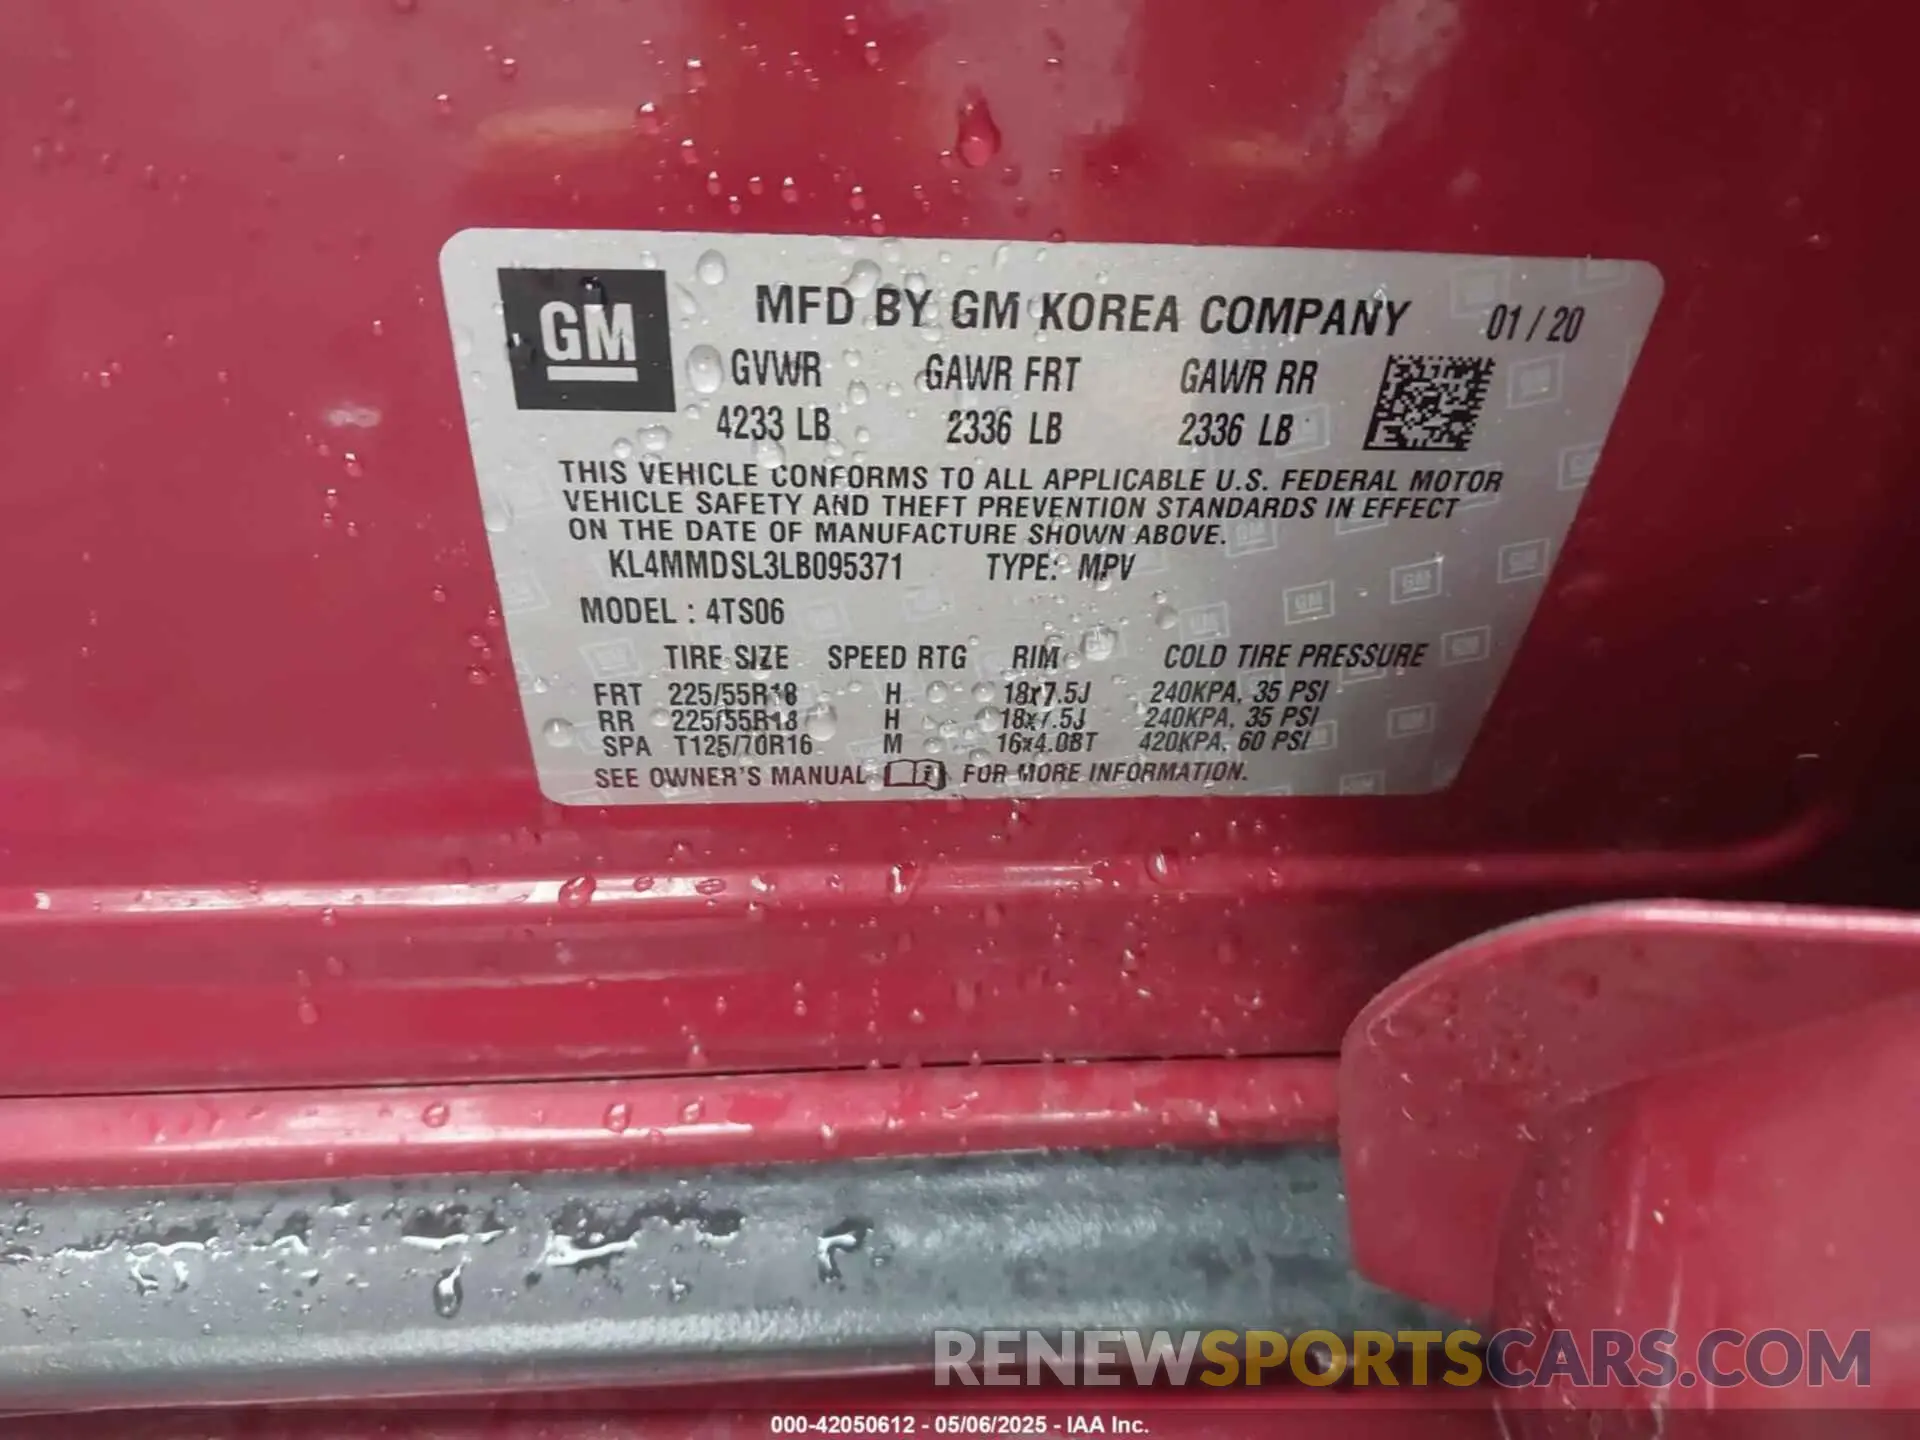 GM
MFD BY GM KOREA COMPANY 01 / 20
GVWR GAWR FRT GAWR RR
4233 LB 2336 LB 2336 LB
THIS VEHICLE CONFORMS TO ALL APPLICABLE U.S. FEDERAL MOTOR
VEHICLE SAFETY AND THEFT PREVENTION STANDARDS IN EFFECT
ON THE DATE OF MANUFACTURE SHOWN ABOVE.
KL4MMDSL3LB095371 TYPE: MPV
MODEL : 4TS06
TIRE SIZE SPEED RTG RIM COLD TIRE PRESSURE
FRT 225/55R18 H 18x7.5J 240KPA, 35 PSI
RR 225/55R18 H 18x7.5J 240KPA, 35 PSI
SPA T125/70R16 M 16x4.0BT 420KPA, 60 PSI
SEE OWNER'S MANUAL i FOR MORE INFORMATION.
RENEWSPORTSCARS.COM
000-42050612 - 05/06/2025 - IAA Inc.